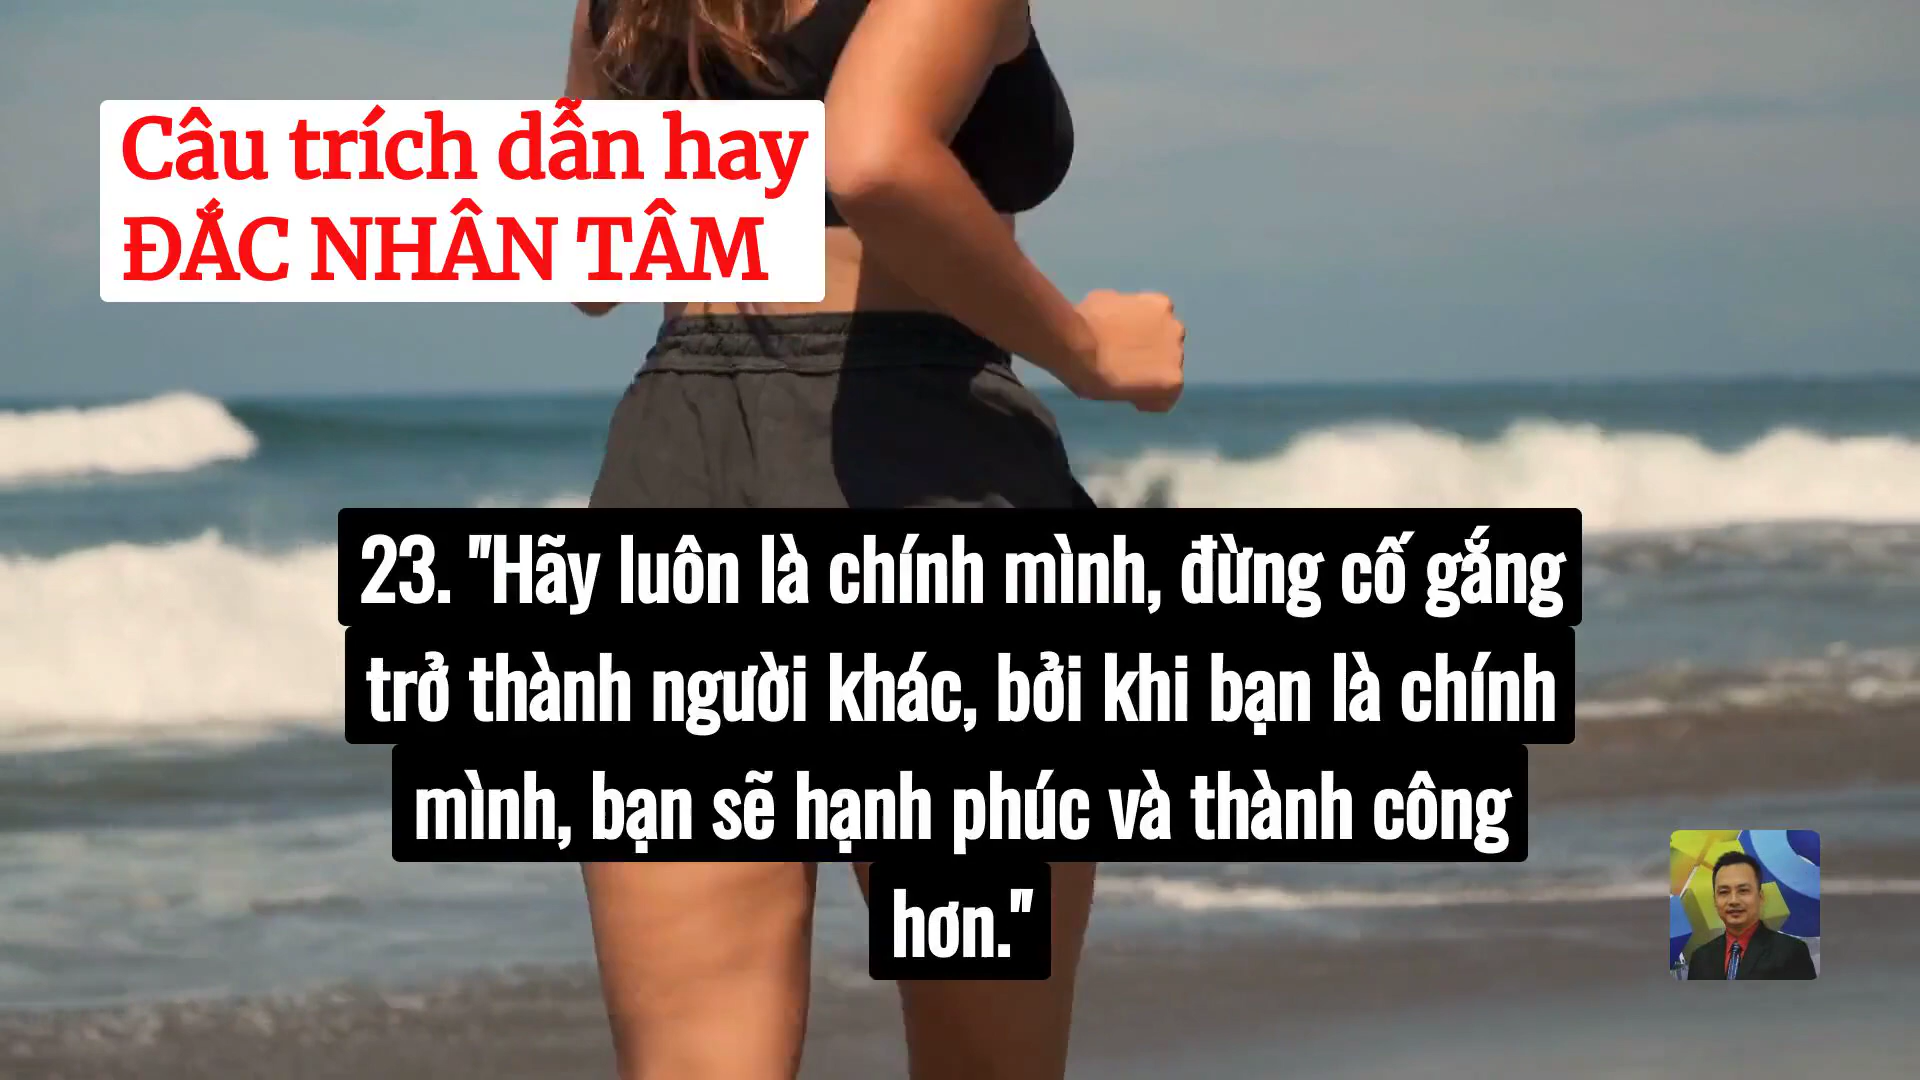 Câu trích dẫn hay
ĐẮC NHÂN TÂM
23. "Hãy luôn là chính mình, đừng cố gắng
trở thành người khác, bởi khi bạn là chính
mình, bạn sẽ hạnh phúc và thành công
hơn."